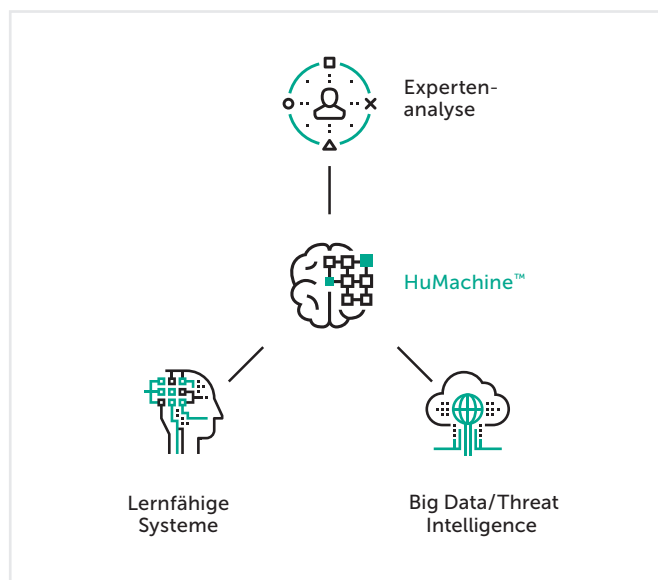 Experten-
analyse
HuMachine™
Lernfähige
Systeme
Big Data/Threat
Intelligence